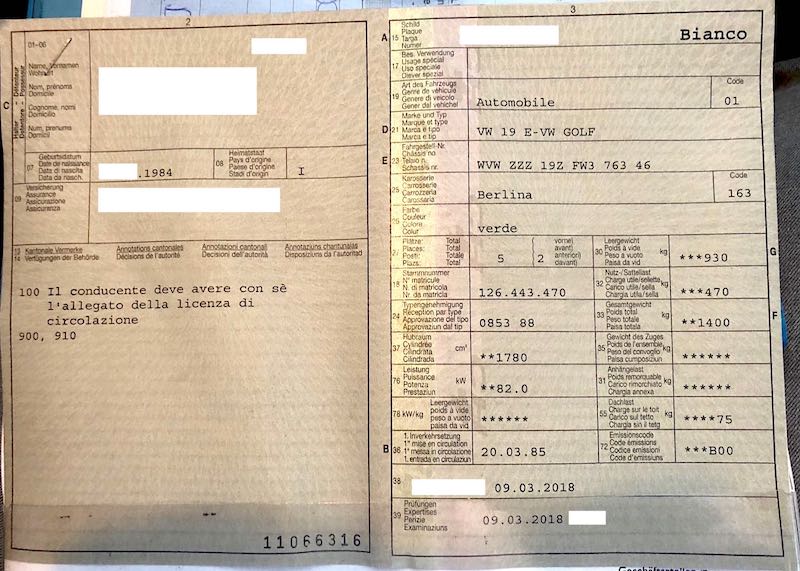 2
01-06
Name, Vornamen
Wohnort
Nom, prénoms
Domicile
Cognome, nomi
Domicilio
Num, prenums
Domicil
C
Halter - Détenteur
Detentore - Possessur
07
Geburtsdatum
Date de naissance
Data di nascita
Data da nasch.
.1984
08
Heimatstaat
Pays d'origine
Paese d'origine
Stadi d'origin
I
09
Versicherung
Assurance
Assicurazione
Assicuranza
13
14
Kantonale Vermerke
Verfügungen der Behörde
Annotations cantonales
Décisions de l'autorité
Annotazioni cantonali
Decisioni dell'autorità
Annotaziuns chantunalas
Disposiziuns da l'autoritad
100 Il conducente deve avere con sè
l'allegato della licenza di
circolazione
900, 910
11066316
3
A
15
Schild
Plaque
Targa
Numer
Bianco
17
Bes. Verwendung
Usage spécial
Uso speciale
Diever spezial
19
Art des Fahrzeugs
Genre de véhicule
Genere di veicolo
Gener dal vehichel
Automobile
Code
01
D
21
Marke und Typ
Marque et type
Marca e tipo
Marca e tip
VW 19 E-VW GOLF
E
23
Fahrgestell-Nr.
Châssis no
Telaio n.
Schassis nr.
WVW ZZZ 19Z FW3 763 46
25
Karosserie
Carrosserie
Carrozzeria
Carossaria
Berlina
Code
163
26
Farbe
Couleur
Colore
Colur
verde
27
Plätze: Total
Places: Total
Posti: Totale
Plazs: Total
5
2
vorne)
avant)
anteriori)
davant)
30
Leergewicht
Poids à vide
Peso a vuoto
Paisa da vid
kg
***930
G
18
Stammnummer
N° matricule
N. di matricola
Nr. da matricla
126.443.470
32
Nutz-/Sattellast
Charge utile/sellette
Carico utile/sella
Chargia utila/sella
kg
***470
24
Typengenehmigung
Réception par type
Approvazione del tipo
Approvaziun dal tip
0853 88
33
Gesamtgewicht
Poids total
Peso totale
Paisa totala
kg
**1400
F
37
Hubraum
Cylindrée
Cilindrata
Cilindrada
cm³
**1780
35
Gewicht des Zuges
Poids de l'ensemble
Peso del convoglio
Paisa cumposiziun
kg
******
76
Leistung
Puissance
Potenza
Prestaziun
kW
**82.0
31
Anhängelast
Poids remorquable
Carico rimorchiato
Chargia annexa
kg
******
78 kW/kg
Leergewicht
poids à vide
peso a vuoto
paisa da vid
******
55
Dachlast
Charge sur le toit
Carico sul tetto
Chargia sin il tetg
kg
****75
B
36
1. Inverkehrsetzung
1re mise en circulation
1a messa in circolazione
1. entrada en circulaziun
20.03.85
72
Emissionscode
Code émissions
Codice emissioni
Code d'emissiuns
***B00
38
09.03.2018
39
Prüfungen
Expertises
Perizie
Examinaziuns
09.03.2018